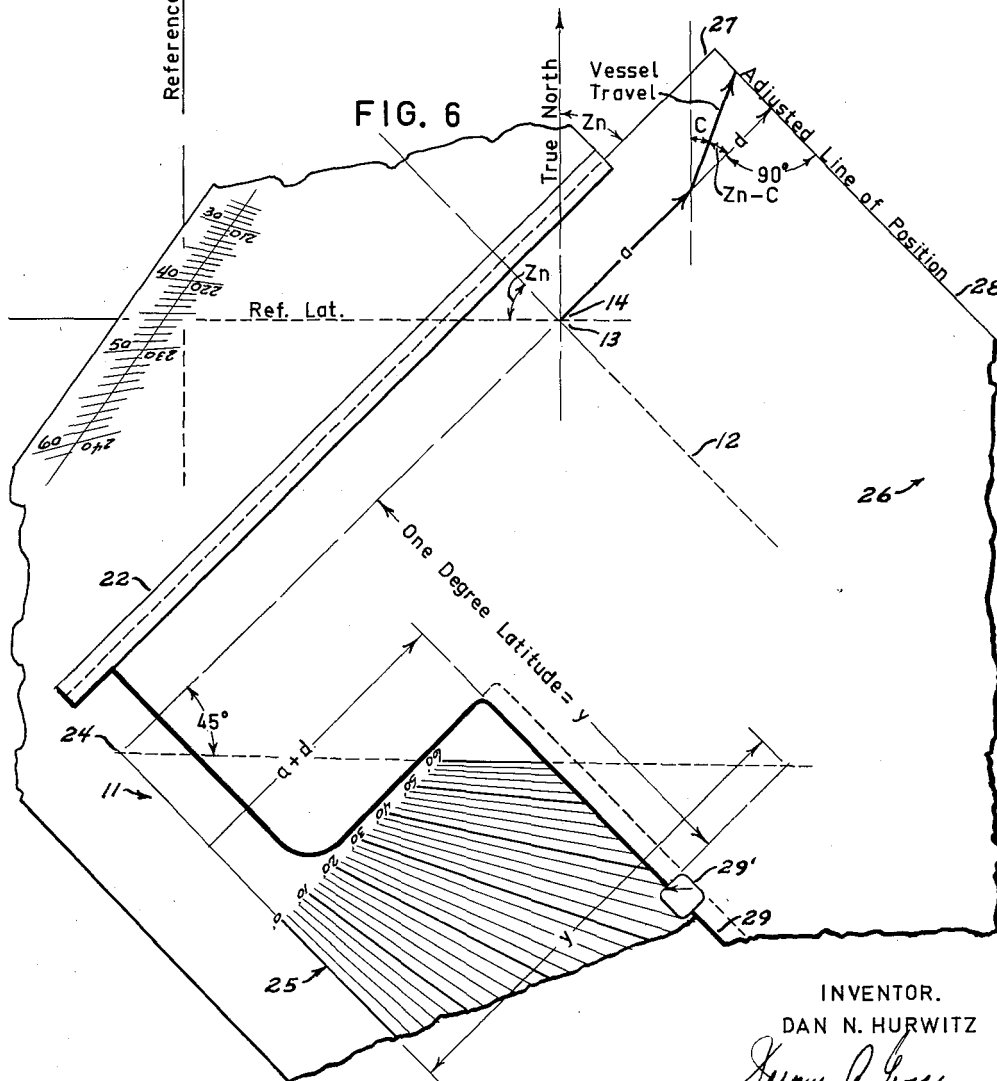 Reference
FIG. 6
True North
Zn
27
Vessel
Travel
C
d
90°
Zn-C
Adjusted Line of Position
28
a
Zn
Ref. Lat.
14
13
30
210
40
220
50
230
60
240
12
26
22
One Degree Latitude = y
45°
a+d
24
11
60
50
40
30
20
10
0
29'
29
y
25
INVENTOR.
DAN N. HURWITZ